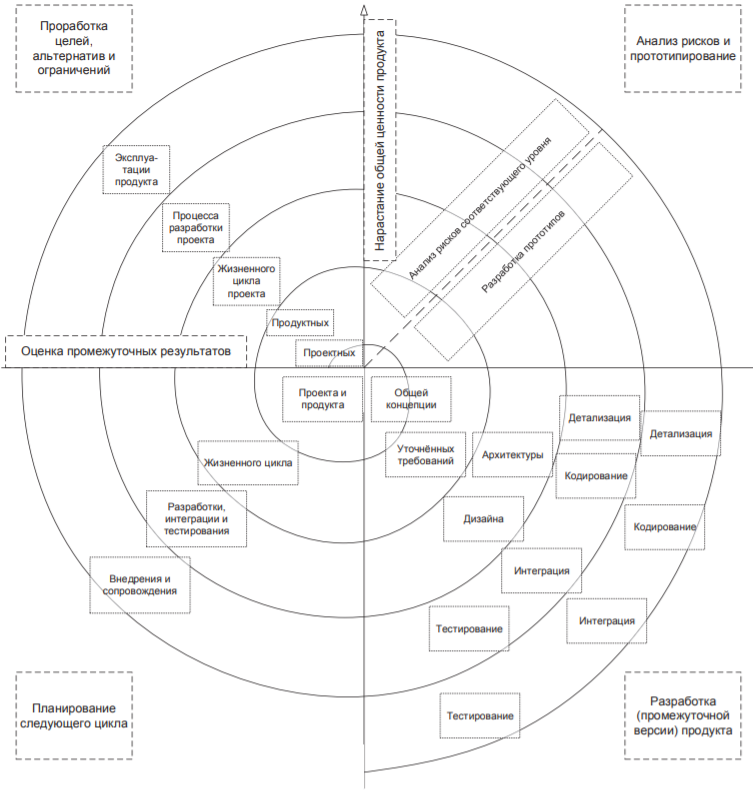 Проработка
целей,
альтернатив и
ограничений
Анализ рисков и
прототипирование
Нарастание общей ценности продукта
Анализ рисков соответствующего уровня
Разработка прототипов
Эксплуа-
тации
продукта
Процесса
разработки
проекта
Жизненного
цикла
проекта
Продуктных
Проектных
Оценка промежуточных результатов
Проекта и
продукта
Общей
концепции
Уточнённых
требований
Архитектуры
Детализация
Детализация
Жизненного цикла
Кодирование
Разработки,
интеграции и
тестирования
Дизайна
Кодирование
Внедрения и
сопровождения
Интеграция
Интеграция
Тестирование
Тестирование
Планирование
следующего цикла
Разработка
(промежуточной
версии) продукта